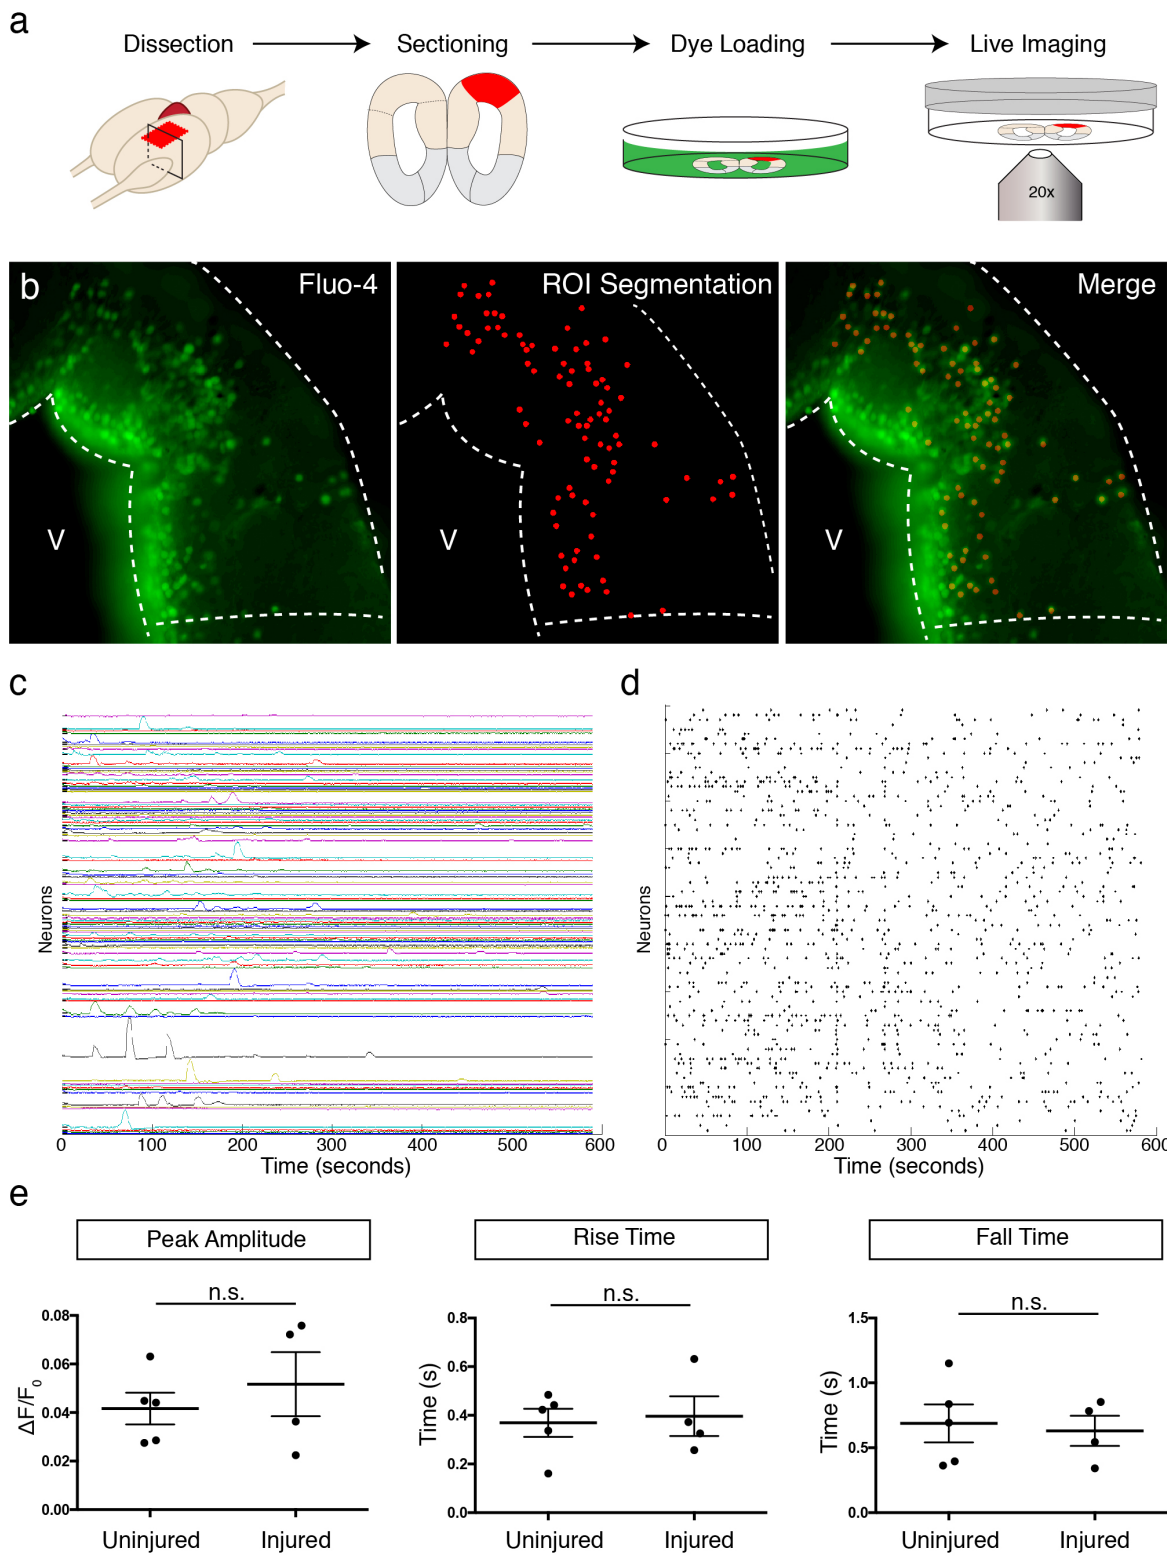 a
Dissection
Sectioning
Dye Loading
Live Imaging
20x
b
Fluo-4
V
ROI Segmentation
V
Merge
c
Neurons
0 100 200 300 400 500 600
Time (seconds)
d
Neurons
0 100 200 300 400 500 600
Time (seconds)
e
Peak Amplitude
n.s.
ΔF/F0
0.08
0.06
0.04
0.02
0.00
Uninjured Injured
Rise Time
n.s.
Time (s)
0.8
0.6
0.4
0.2
0.0
Uninjured Injured
Fall Time
n.s.
Time (s)
1.5
1.0
0.5
0.0
Uninjured Injured